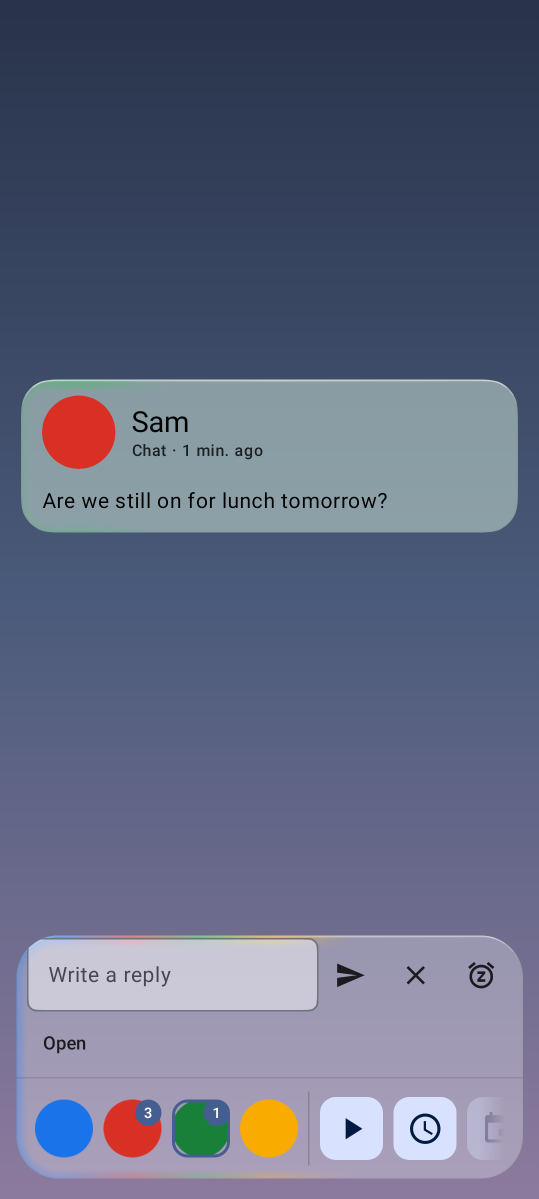 Sam
Chat · 1 min. ago
Are we still on for lunch tomorrow?
Write a reply
Open
3
1